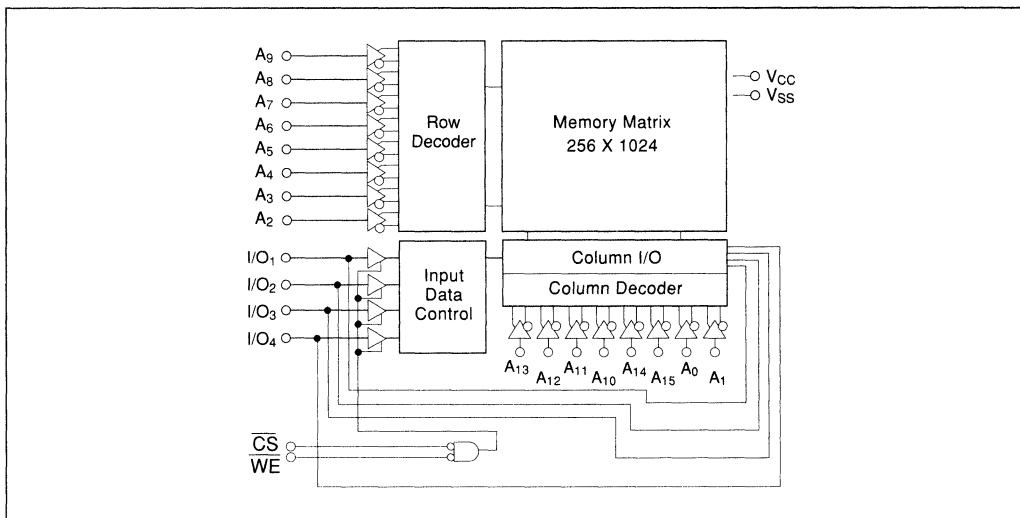 A9
A8
A7
A6
A5
A4
A3
A2
Row
Decoder
Memory Matrix
256 X 1024
VCC
VSS
I/O1
I/O2
I/O3
I/O4
Input
Data
Control
Column I/O
Column Decoder
A13
A12
A11
A10
A14
A15
A0
A1
CS
WE